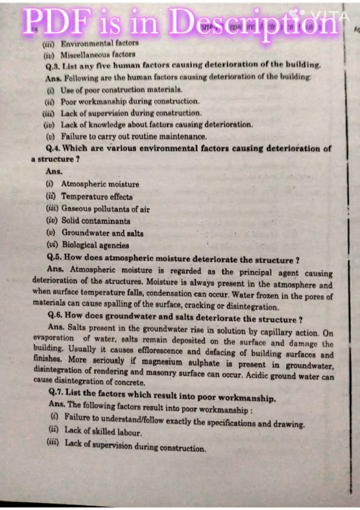 PDF is in Description
VITA
(iii) Environmental factors
(iv) Miscellaneous factors
Q.3. List any five human factors causing deterioration of the building.
Ans. Following are the human factors causing deterioration of the building:
(i) Use of poor construction materials.
(ii) Poor workmanship during construction.
(iii) Lack of supervision during construction.
(iv) Lack of knowledge about factors causing deterioration.
(v) Failure to carry out routine maintenance.
Q.4. Which are various environmental factors causing deterioration of
a structure ?
Ans.
(i) Atmospheric moisture
(ii) Temperature effects
(iii) Gaseous pollutants of air
(iv) Solid contaminants
(v) Groundwater and salts
(vi) Biological agencies
Q.5. How does atmospheric moisture deteriorate the structure ?
Ans. Atmospheric moisture is regarded as the principal agent causing
deterioration of the structures. Moisture is always present in the atmosphere and
when surface temperature falls, condensation can occur. Water frozen in the pores of
materials can cause spalling of the surface, cracking or disintegration.
Q.6. How does groundwater and salts deteriorate the structure ?
Ans. Salts present in the groundwater rise in solution by capillary action. On
evaporation of water, salts remain deposited on the surface and damage the
building. Usually it causes efflorescence and defacing of building surfaces and
finishes. More seriously if magnesium sulphate is present in groundwater,
disintegration of rendering and masonry surface can occur. Acidic ground water can
cause disintegration of concrete.
Q.7. List the factors which result into poor workmanship.
Ans. The following factors result into poor workmanship :
(i) Failure to understand/follow exactly the specifications and drawing.
(ii) Lack of skilled labour.
(iii) Lack of supervision during construction.